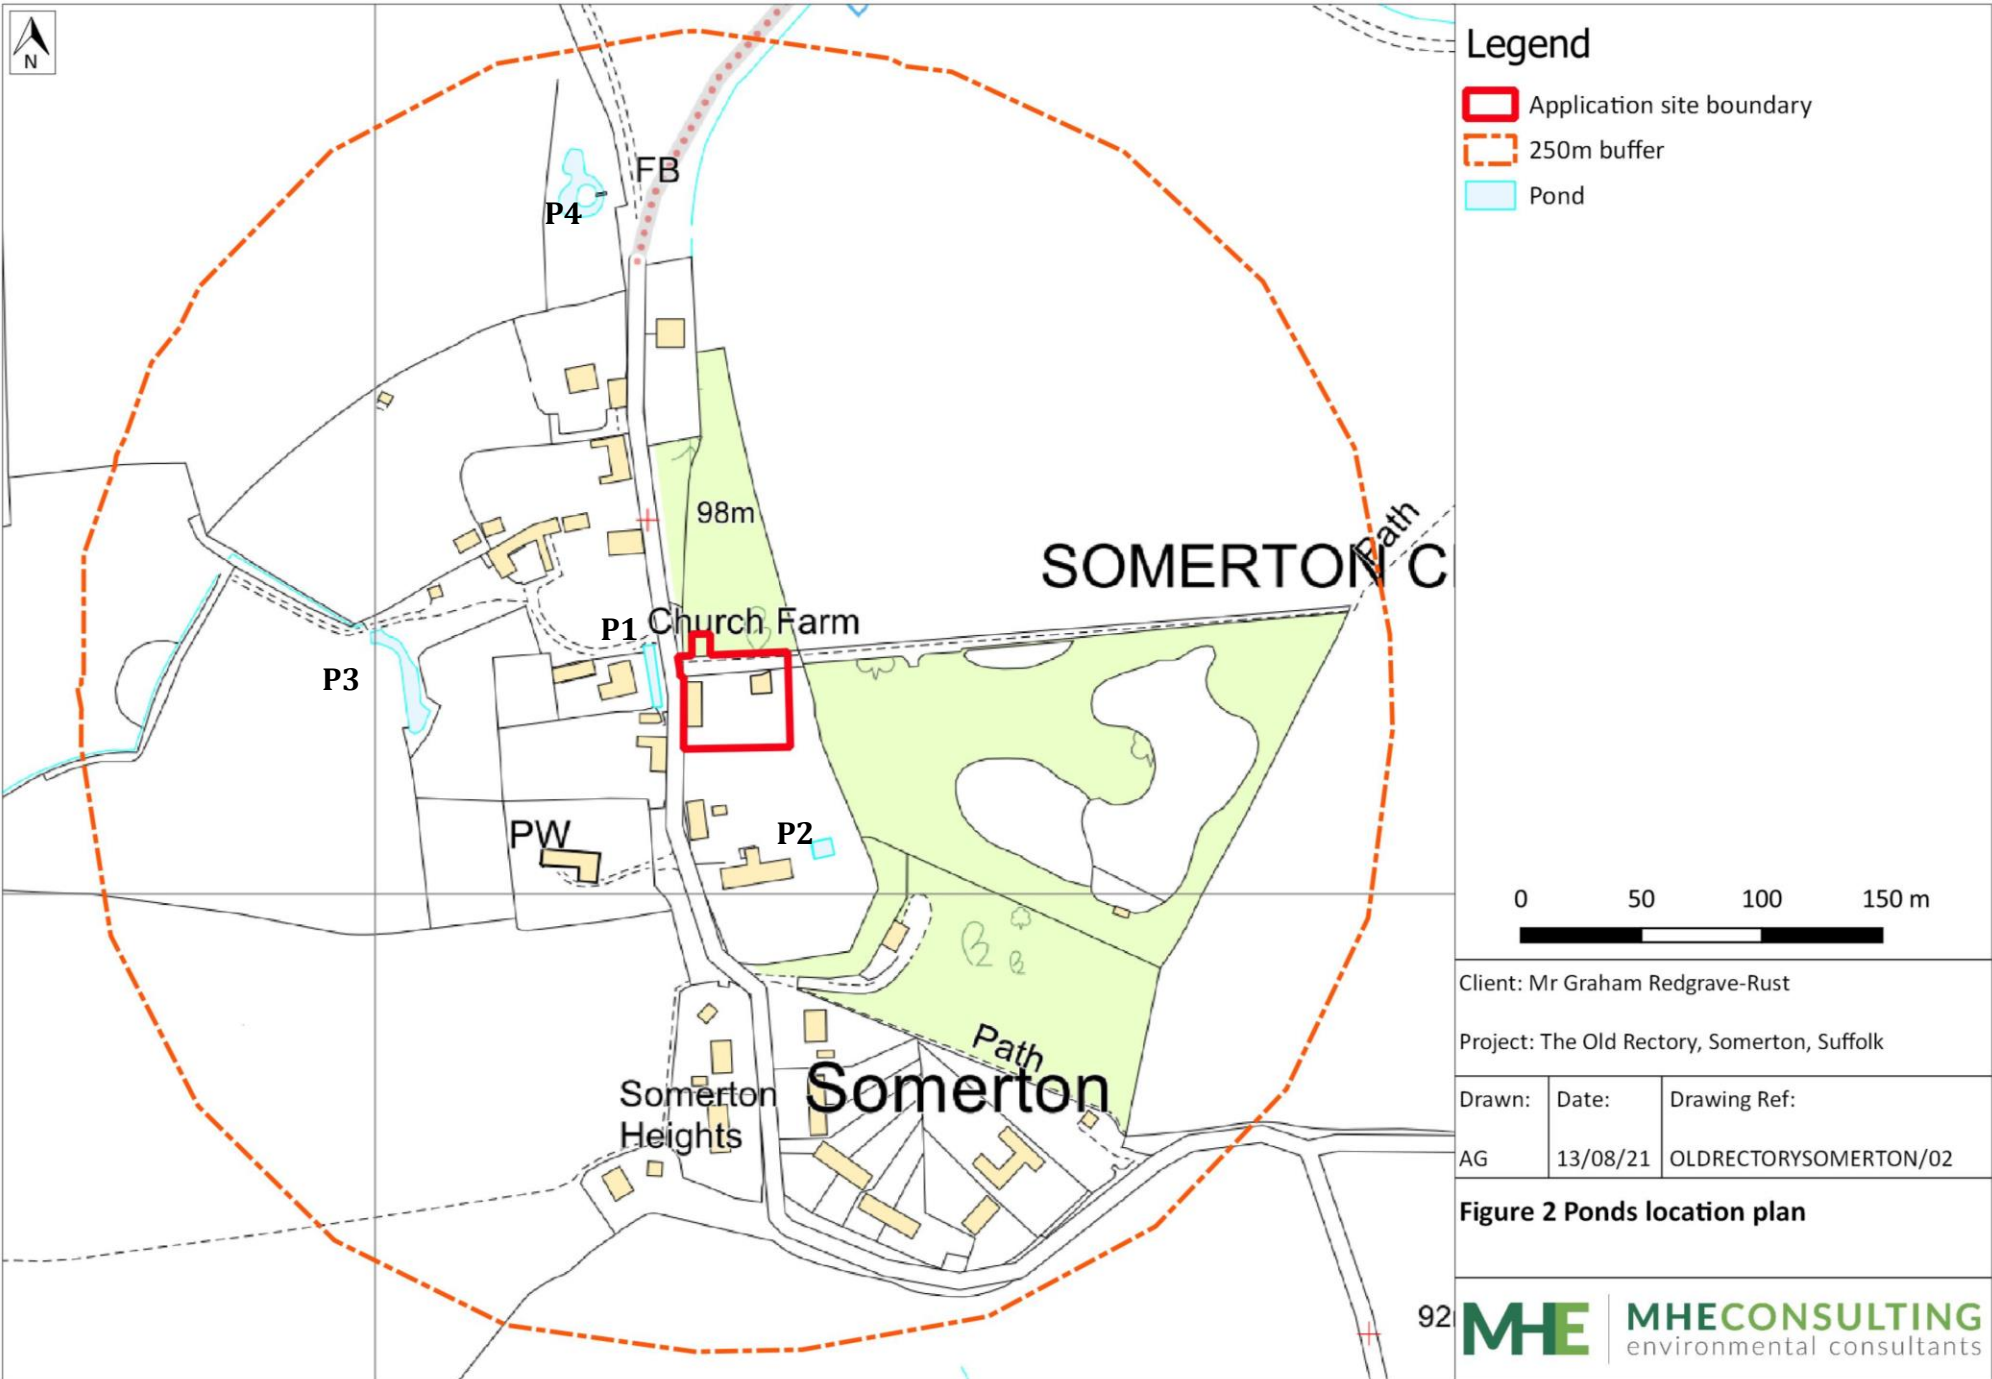 N
FB
P4
98m
SOMERTON C
Path
P1
Church Farm
P3
PW
P2
Path
Somerton
Somerton
Heights
92
Legend
Application site boundary
250m buffer
Pond
0 50 100 150 m
Client: Mr Graham Redgrave-Rust
Project: The Old Rectory, Somerton, Suffolk
Drawn: Date: Drawing Ref:
AG 13/08/21 OLDRECTORYSOMERTON/02
Figure 2 Ponds location plan
MHE MHECONSULTING
environmental consultants